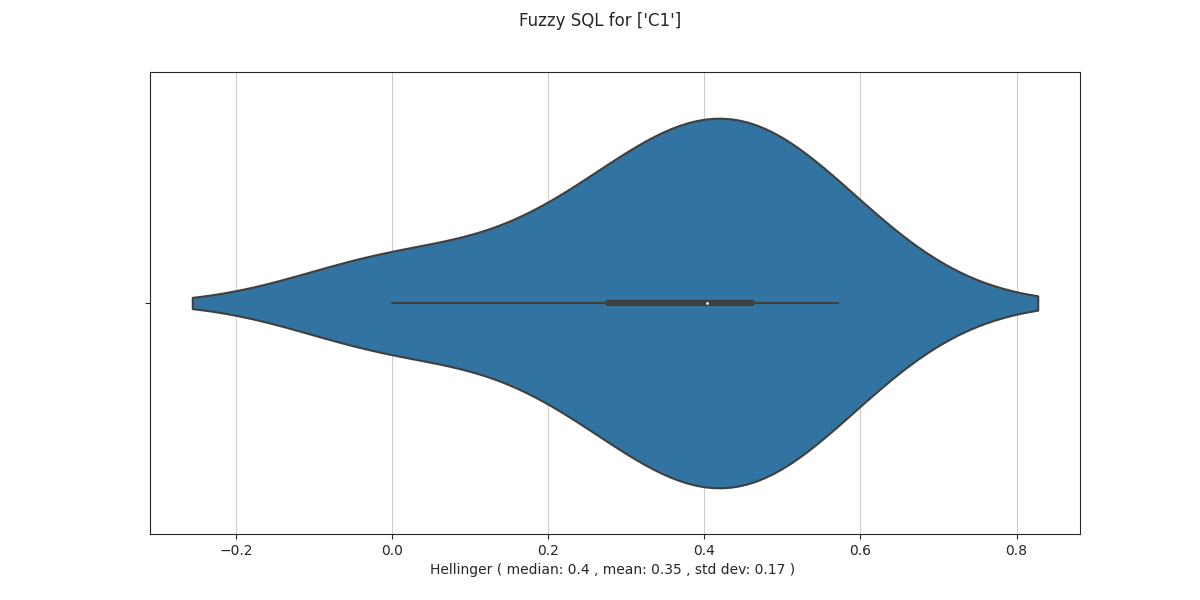 Fuzzy SQL for ['C1']
−0.2 0.0 0.2 0.4 0.6 0.8
Hellinger ( median: 0.4 , mean: 0.35 , std dev: 0.17 )